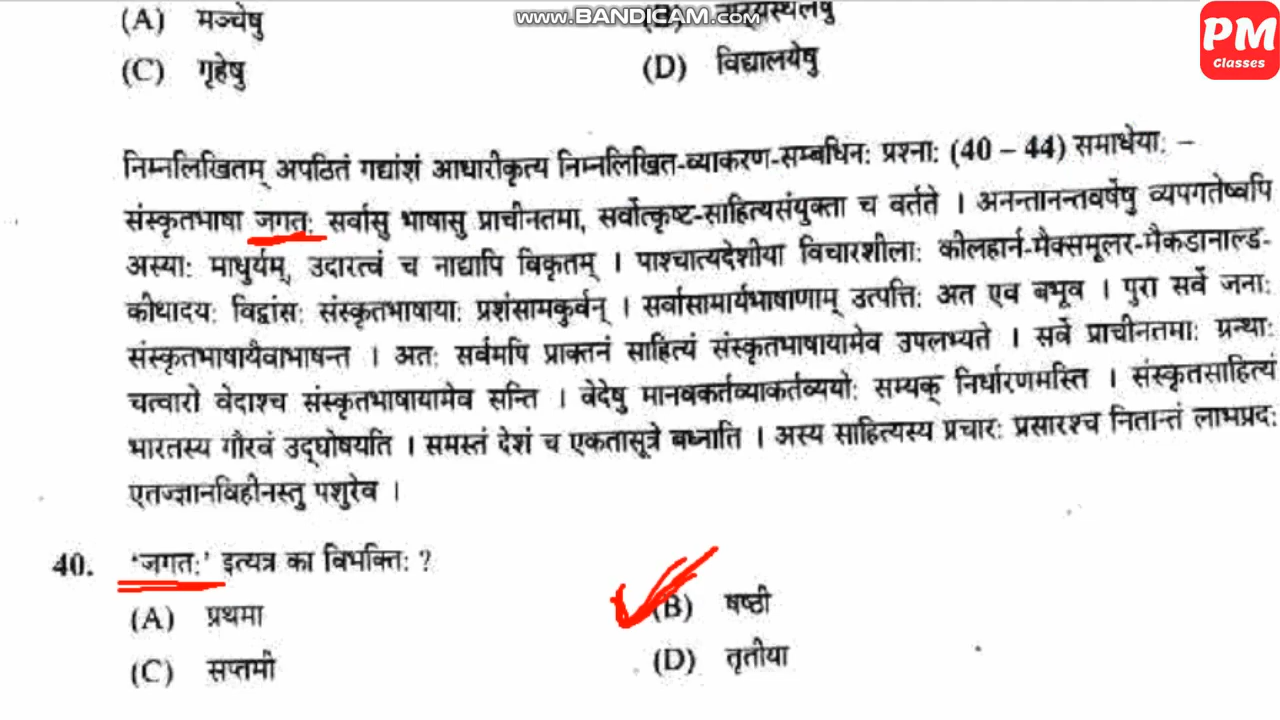 www.BANDICAM.com
PM
Classes
(A) मञ्चेषु
(B)
(C) गृहेषु
(D) विद्यालयेषु
निम्नलिखितम् अपठितं गद्यांशं आधारीकृत्य निम्नलिखित-व्याकरण-सम्बधिनः प्रश्नाः (40 – 44) समाधेयाः –
संस्कृतभाषा जगतः सर्वासु भाषासु प्राचीनतमा, सर्वोत्कृष्ट-साहित्यसंयुक्ता च वर्तते । अनन्तानन्तवर्षेषु व्यपगतेष्वपि
अस्याः माधुर्यम्, उदारत्वं च नाद्यापि विकृतम् । पाश्चात्यदेशीया विचारशीलाः कीलहार्न-मैक्समूलर-मैकडानाल्ड-
कीथादयः विद्वांसः संस्कृतभाषायाः प्रशंसामकुर्वन् । सर्वासामार्यभाषाणाम् उत्पत्तिः अत एव बभूव । पुरा सर्वे जनाः
संस्कृतभाषायैवाभाषन्त । अतः सर्वमपि प्राक्तनं साहित्यं संस्कृतभाषायामेव उपलभ्यते । सर्वे प्राचीनतमाः ग्रन्थाः
चत्वारो वेदाश्च संस्कृतभाषायामेव सन्ति । वेदेषु मानवकर्तव्याकर्तव्ययोः सम्यक् निर्धारणमस्ति । संस्कृतसाहित्यं
भारतस्य गौरवं उद्घोषयति । समस्तं देशं च एकतासूत्रे बध्नाति । अस्य साहित्यस्य प्रचारः प्रसारश्च नितान्तं लाभप्रदः
एतज्ज्ञानविहीनस्तु पशुरेव ।
40. 'जगतः' इत्यत्र का विभक्तिः ?
(A) प्रथमा
(B) षष्ठी
(C) सप्तमी
(D) तृतीया